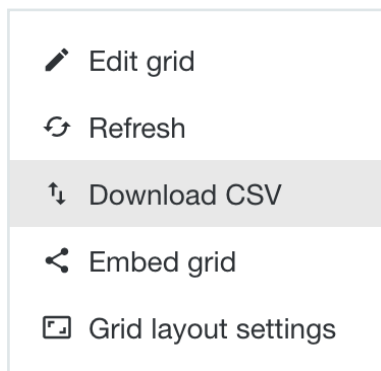 Edit grid
Refresh
Download CSV
Embed grid
Grid layout settings